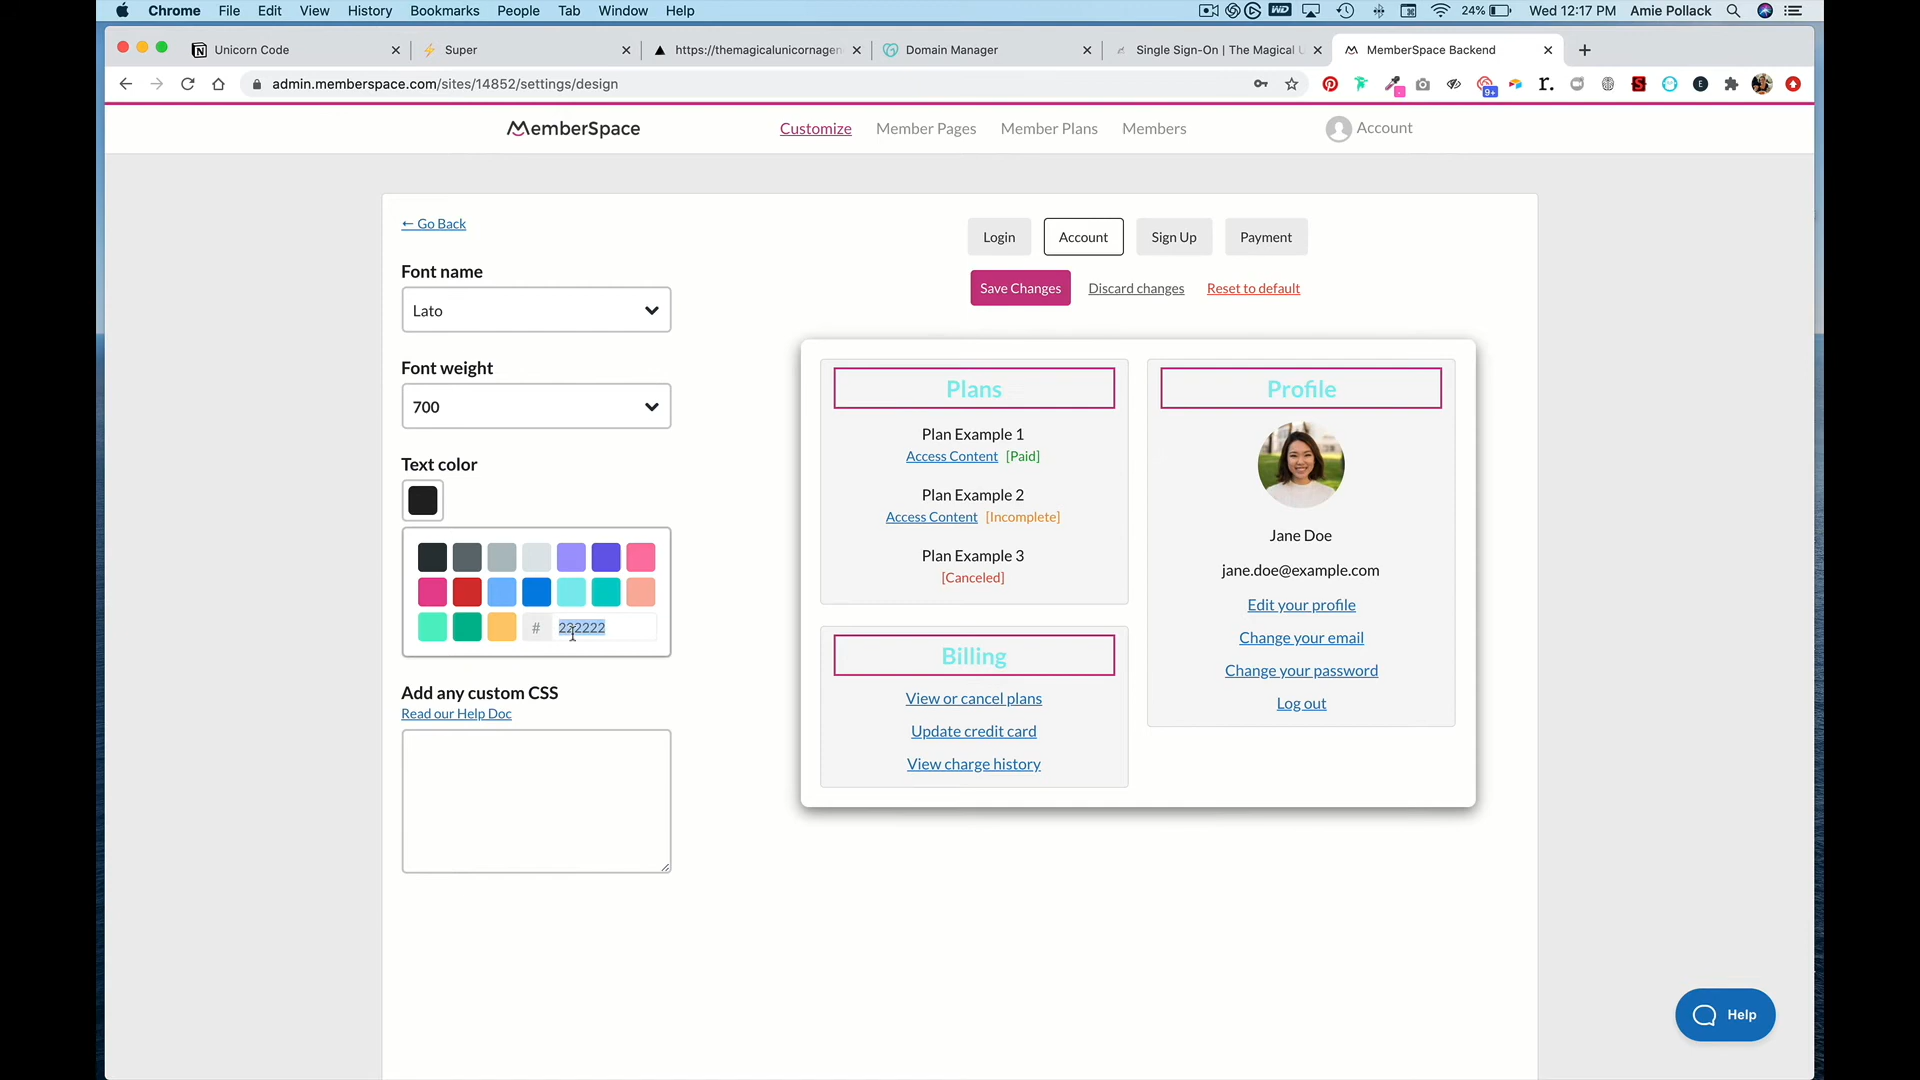 Chrome File Edit View History Bookmarks People Tab Window Help
24% Wed 12:17 PM Amie Pollack
Unicorn Code
Super
https://themagicalunicornagen
Domain Manager
Single Sign-On | The Magical U
MemberSpace Backend
admin.memberspace.com/sites/14852/settings/design
MemberSpace
Customize Member Pages Member Plans Members
Account
← Go Back
Login Account Sign Up Payment
Save Changes Discard changes Reset to default
Font name
Lato
Font weight
700
Text color
# 222222
Add any custom CSS
Read our Help Doc
Plans
Plan Example 1
Access Content [Paid]
Plan Example 2
Access Content [Incomplete]
Plan Example 3
[Canceled]
Billing
View or cancel plans
Update credit card
View charge history
Profile
Jane Doe
jane.doe@example.com
Edit your profile
Change your email
Change your password
Log out
Help